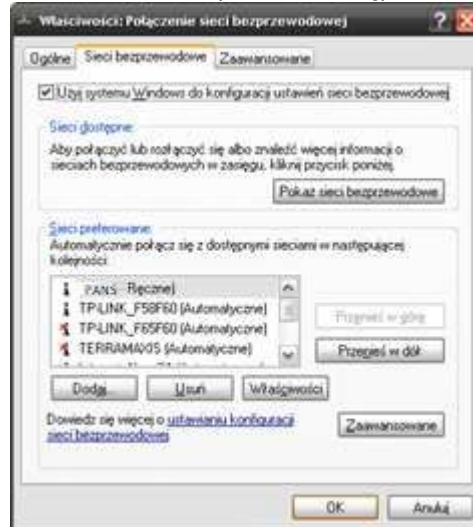 Właściwości: Połączenie sieci bezprzewodowej
Ogólne Sieci bezprzewodowe Zaawansowane
Użyj systemu Windows do konfiguracji ustawień sieci bezprzewodowej
Sieci dostępne
Aby połączyć lub rozłączyć się albo znaleźć więcej informacji o
sieciach bezprzewodowych w zasięgu, kliknij przycisk poniżej.
Pokaż sieci bezprzewodowe
Sieci preferowane:
Automatycznie połącz się z dostępnymi sieciami w następującej
kolejności:
PANS Ręczne)
TP-LINK_F58F60 (Automatyczne)
TP-LINK_F65F60 (Automatyczne)
TERRAMAXIS (Automatyczne)
Przenieś w górę
Przenieś w dół
Dodaj... Usuń Właściwości
Dowiedz się więcej o ustawianiu konfiguracji
sieci bezprzewodowej
Zaawansowane
OK Anuluj